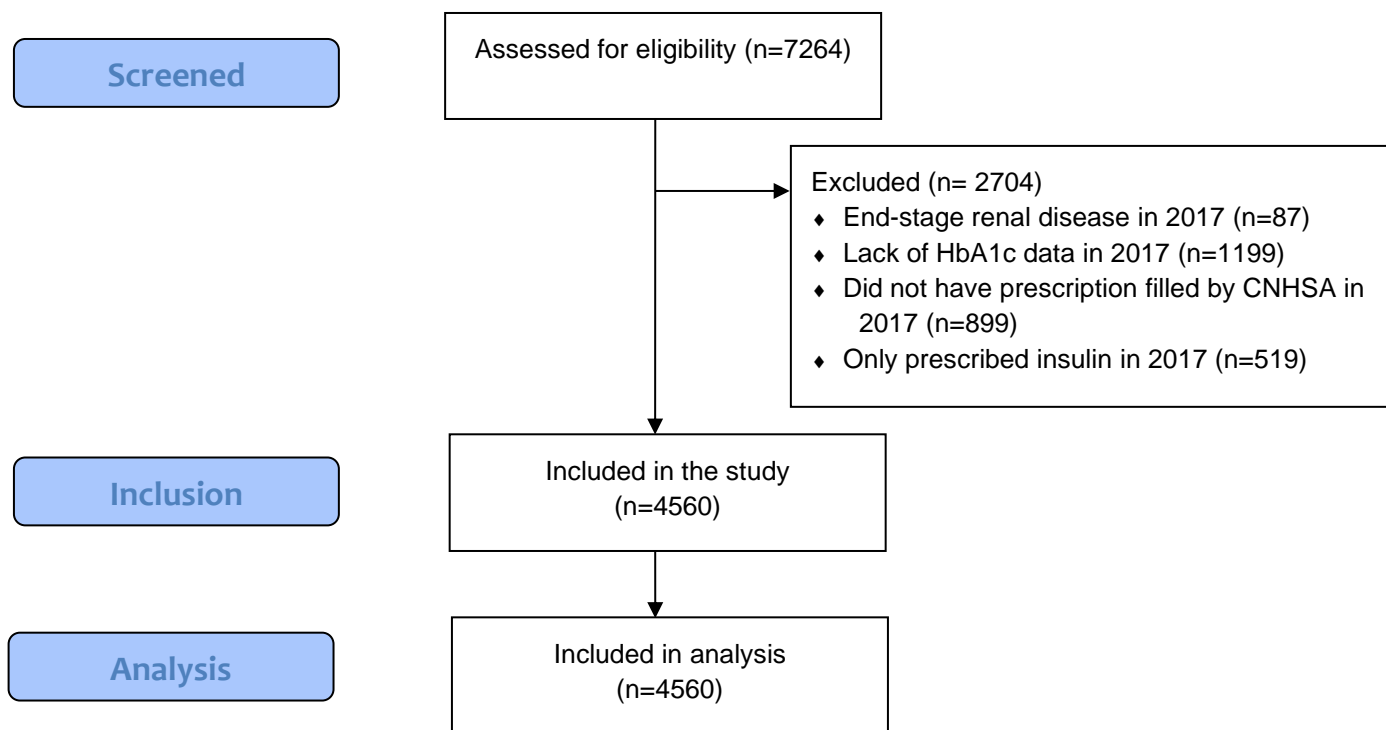 Screened
Assessed for eligibility (n=7264)
Excluded (n= 2704)
♦ End-stage renal disease in 2017 (n=87)
♦ Lack of HbA1c data in 2017 (n=1199)
♦ Did not have prescription filled by CNHSA in
2017 (n=899)
♦ Only prescribed insulin in 2017 (n=519)
Inclusion
Included in the study
(n=4560)
Analysis
Included in analysis
(n=4560)